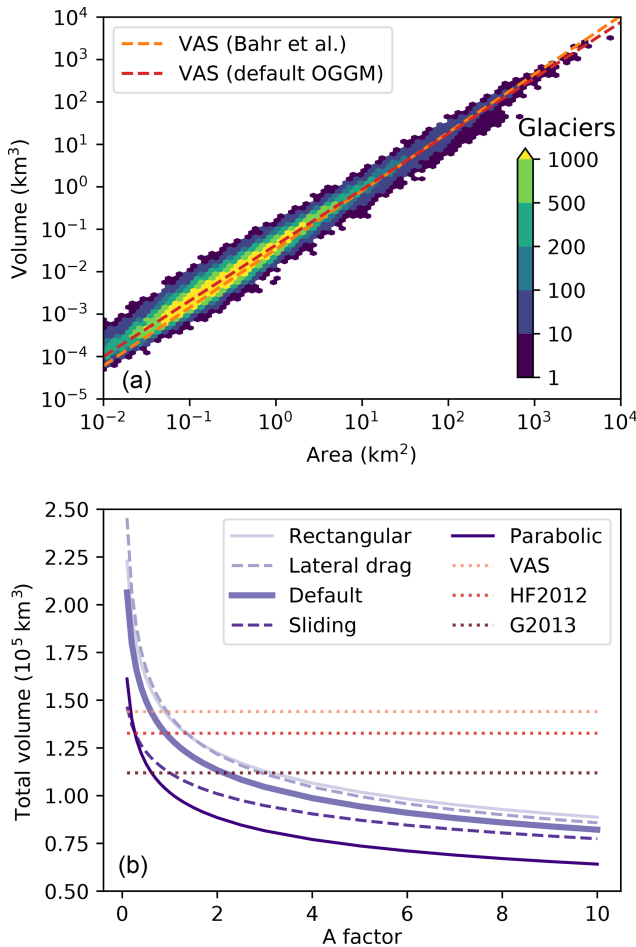 10^4
10^3
10^2
10^1
10^0
10^-1
10^-2
10^-3
10^-4
10^-5
Volume (km^3)
VAS (Bahr et al.)
VAS (default OGGM)
Glaciers
1000
500
200
100
10
1
(a)
10^-2 10^-1 10^0 10^1 10^2 10^3 10^4
Area (km^2)
2.50
2.25
2.00
1.75
1.50
1.25
1.00
0.75
0.50
Total volume (10^5 km^3)
Rectangular
Lateral drag
Default
Sliding
Parabolic
VAS
HF2012
G2013
(b)
0 2 4 6 8 10
A factor